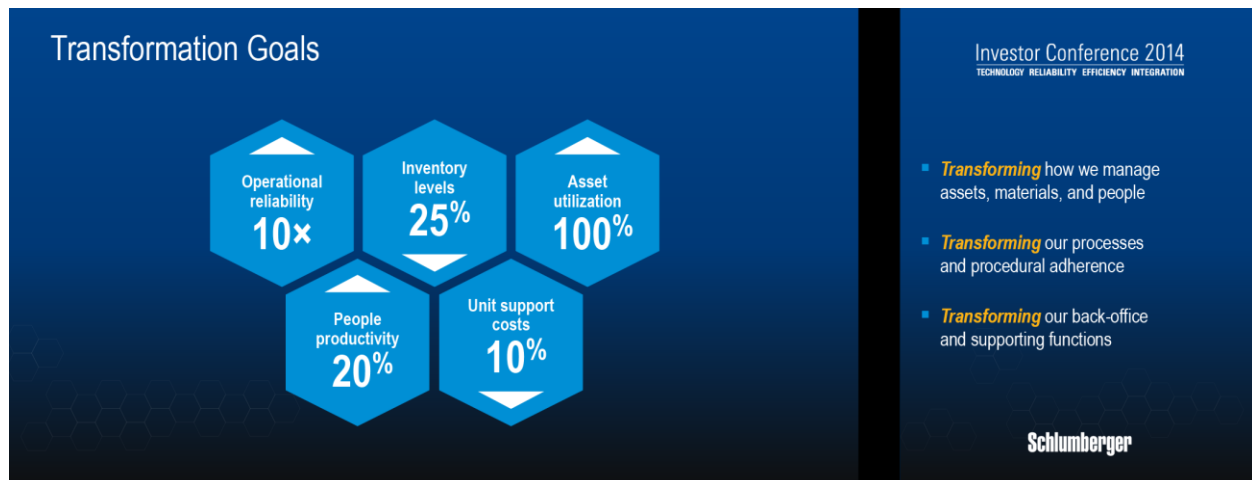 Transformation Goals
Operational
reliability
10×
Inventory
levels
25%
Asset
utilization
100%
People
productivity
20%
Unit support
costs
10%
Investor Conference 2014
TECHNOLOGY RELIABILITY EFFICIENCY INTEGRATION
Transforming how we manage
assets, materials, and people
Transforming our processes
and procedural adherence
Transforming our back-office
and supporting functions
Schlumberger